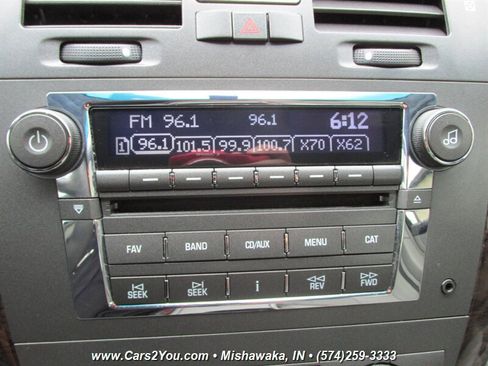 FM 96.1 96.1 6:12
1 96.1 101.5 99.9 100.7 X70 X62
FAV BAND CD/AUX MENU CAT
SEEK SEEK i REV FWD
www.Cars2You.com - Mishawaka, IN - (574)259-3333